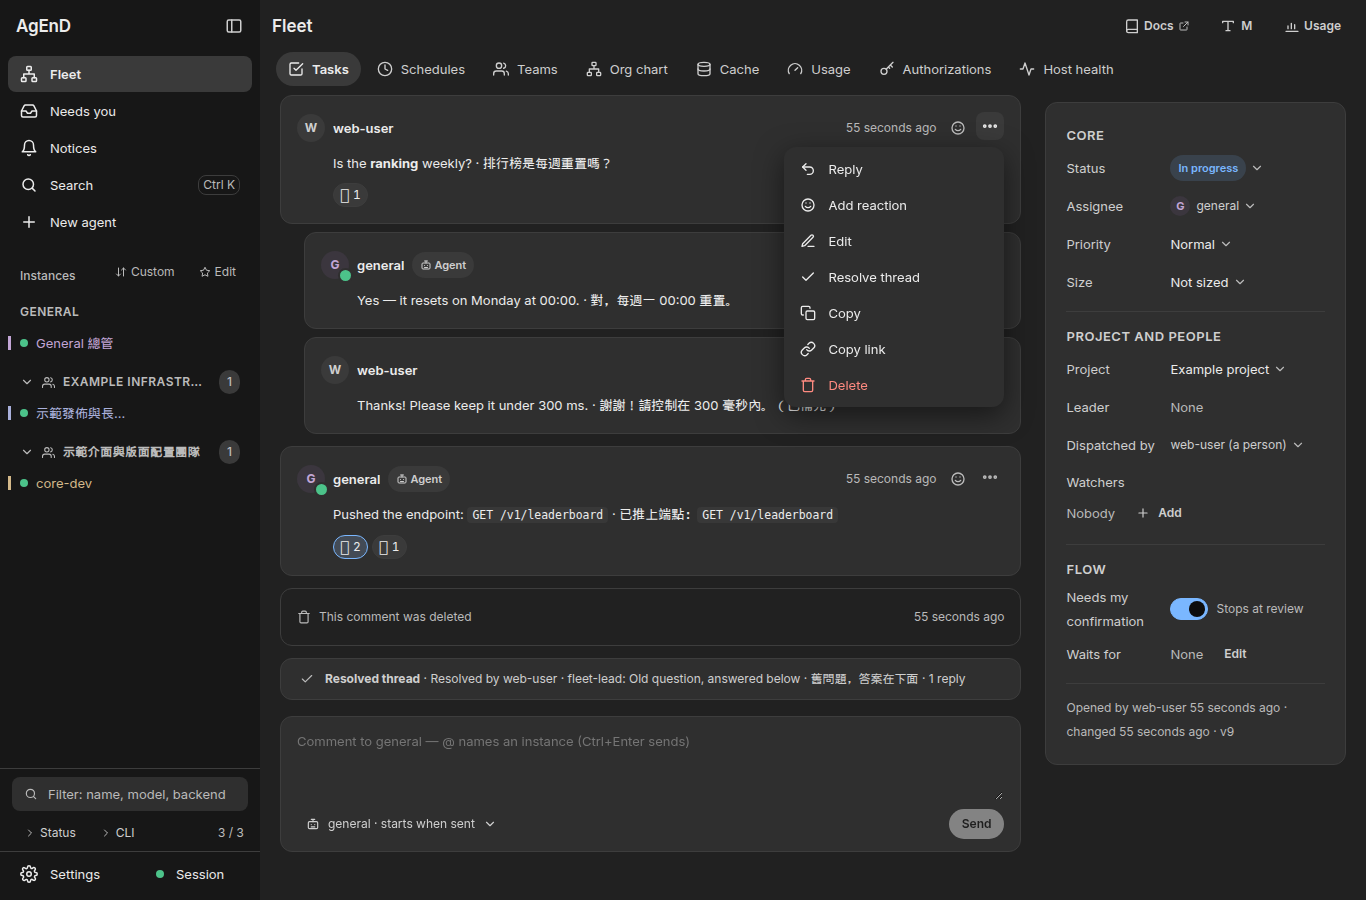 AgEnD
Fleet
Needs you
Notices
Search
Ctrl K
New agent
Instances
Custom
Edit
GENERAL
General 總管
EXAMPLE INFRASTR...
1
示範發佈與長...
示範介面與版面配置團隊
1
core-dev
Filter: name, model, backend
Status
CLI
3 / 3
Settings
Session
Fleet
Docs
M
Usage
Tasks
Schedules
Teams
Org chart
Cache
Usage
Authorizations
Host health
W
web-user
55 seconds ago
Is the ranking weekly? · 排行榜是每週重置嗎？
1
Reply
Add reaction
Edit
Resolve thread
Copy
Copy link
Delete
G
general
Agent
Yes — it resets on Monday at 00:00. · 對，每週一 00:00 重置。
W
web-user
Thanks! Please keep it under 300 ms. · 謝謝！請控制在 300 毫秒內。
G
general
Agent
55 seconds ago
Pushed the endpoint: GET /v1/leaderboard · 已推上端點： GET /v1/leaderboard
2
1
This comment was deleted
55 seconds ago
Resolved thread · Resolved by web-user · fleet-lead: Old question, answered below · 舊問題，答案在下面 · 1 reply
Comment to general — @ names an instance (Ctrl+Enter sends)
general · starts when sent
Send
CORE
Status
In progress
Assignee
G
general
Priority
Normal
Size
Not sized
PROJECT AND PEOPLE
Project
Example project
Leader
None
Dispatched by
web-user (a person)
Watchers
Nobody
Add
FLOW
Needs my
confirmation
Stops at review
Waits for
None
Edit
Opened by web-user 55 seconds ago ·
changed 55 seconds ago · v9